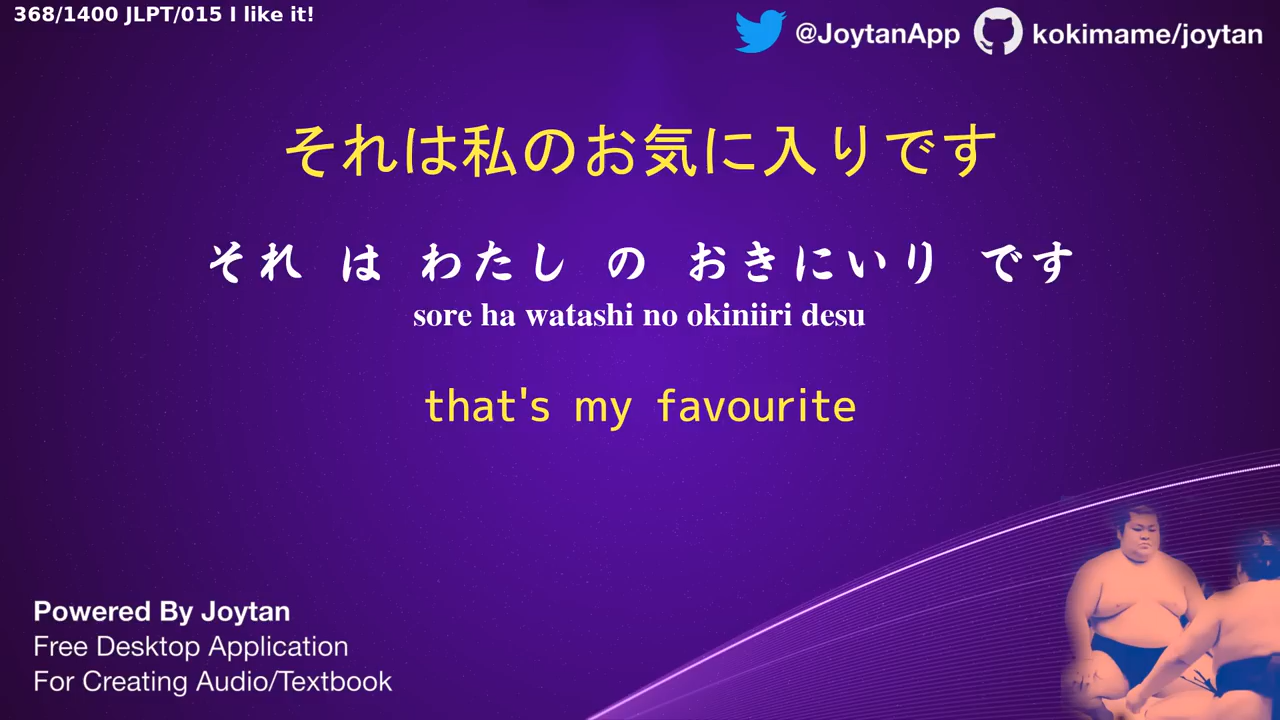 368/1400 JLPT/015 I like it!
@JoytanApp kokimame/joytan
それは私のお気に入りです
それ は わたし の おきにいり です
sore ha watashi no okiniiri desu
that's my favourite
Powered By Joytan
Free Desktop Application
For Creating Audio/Textbook